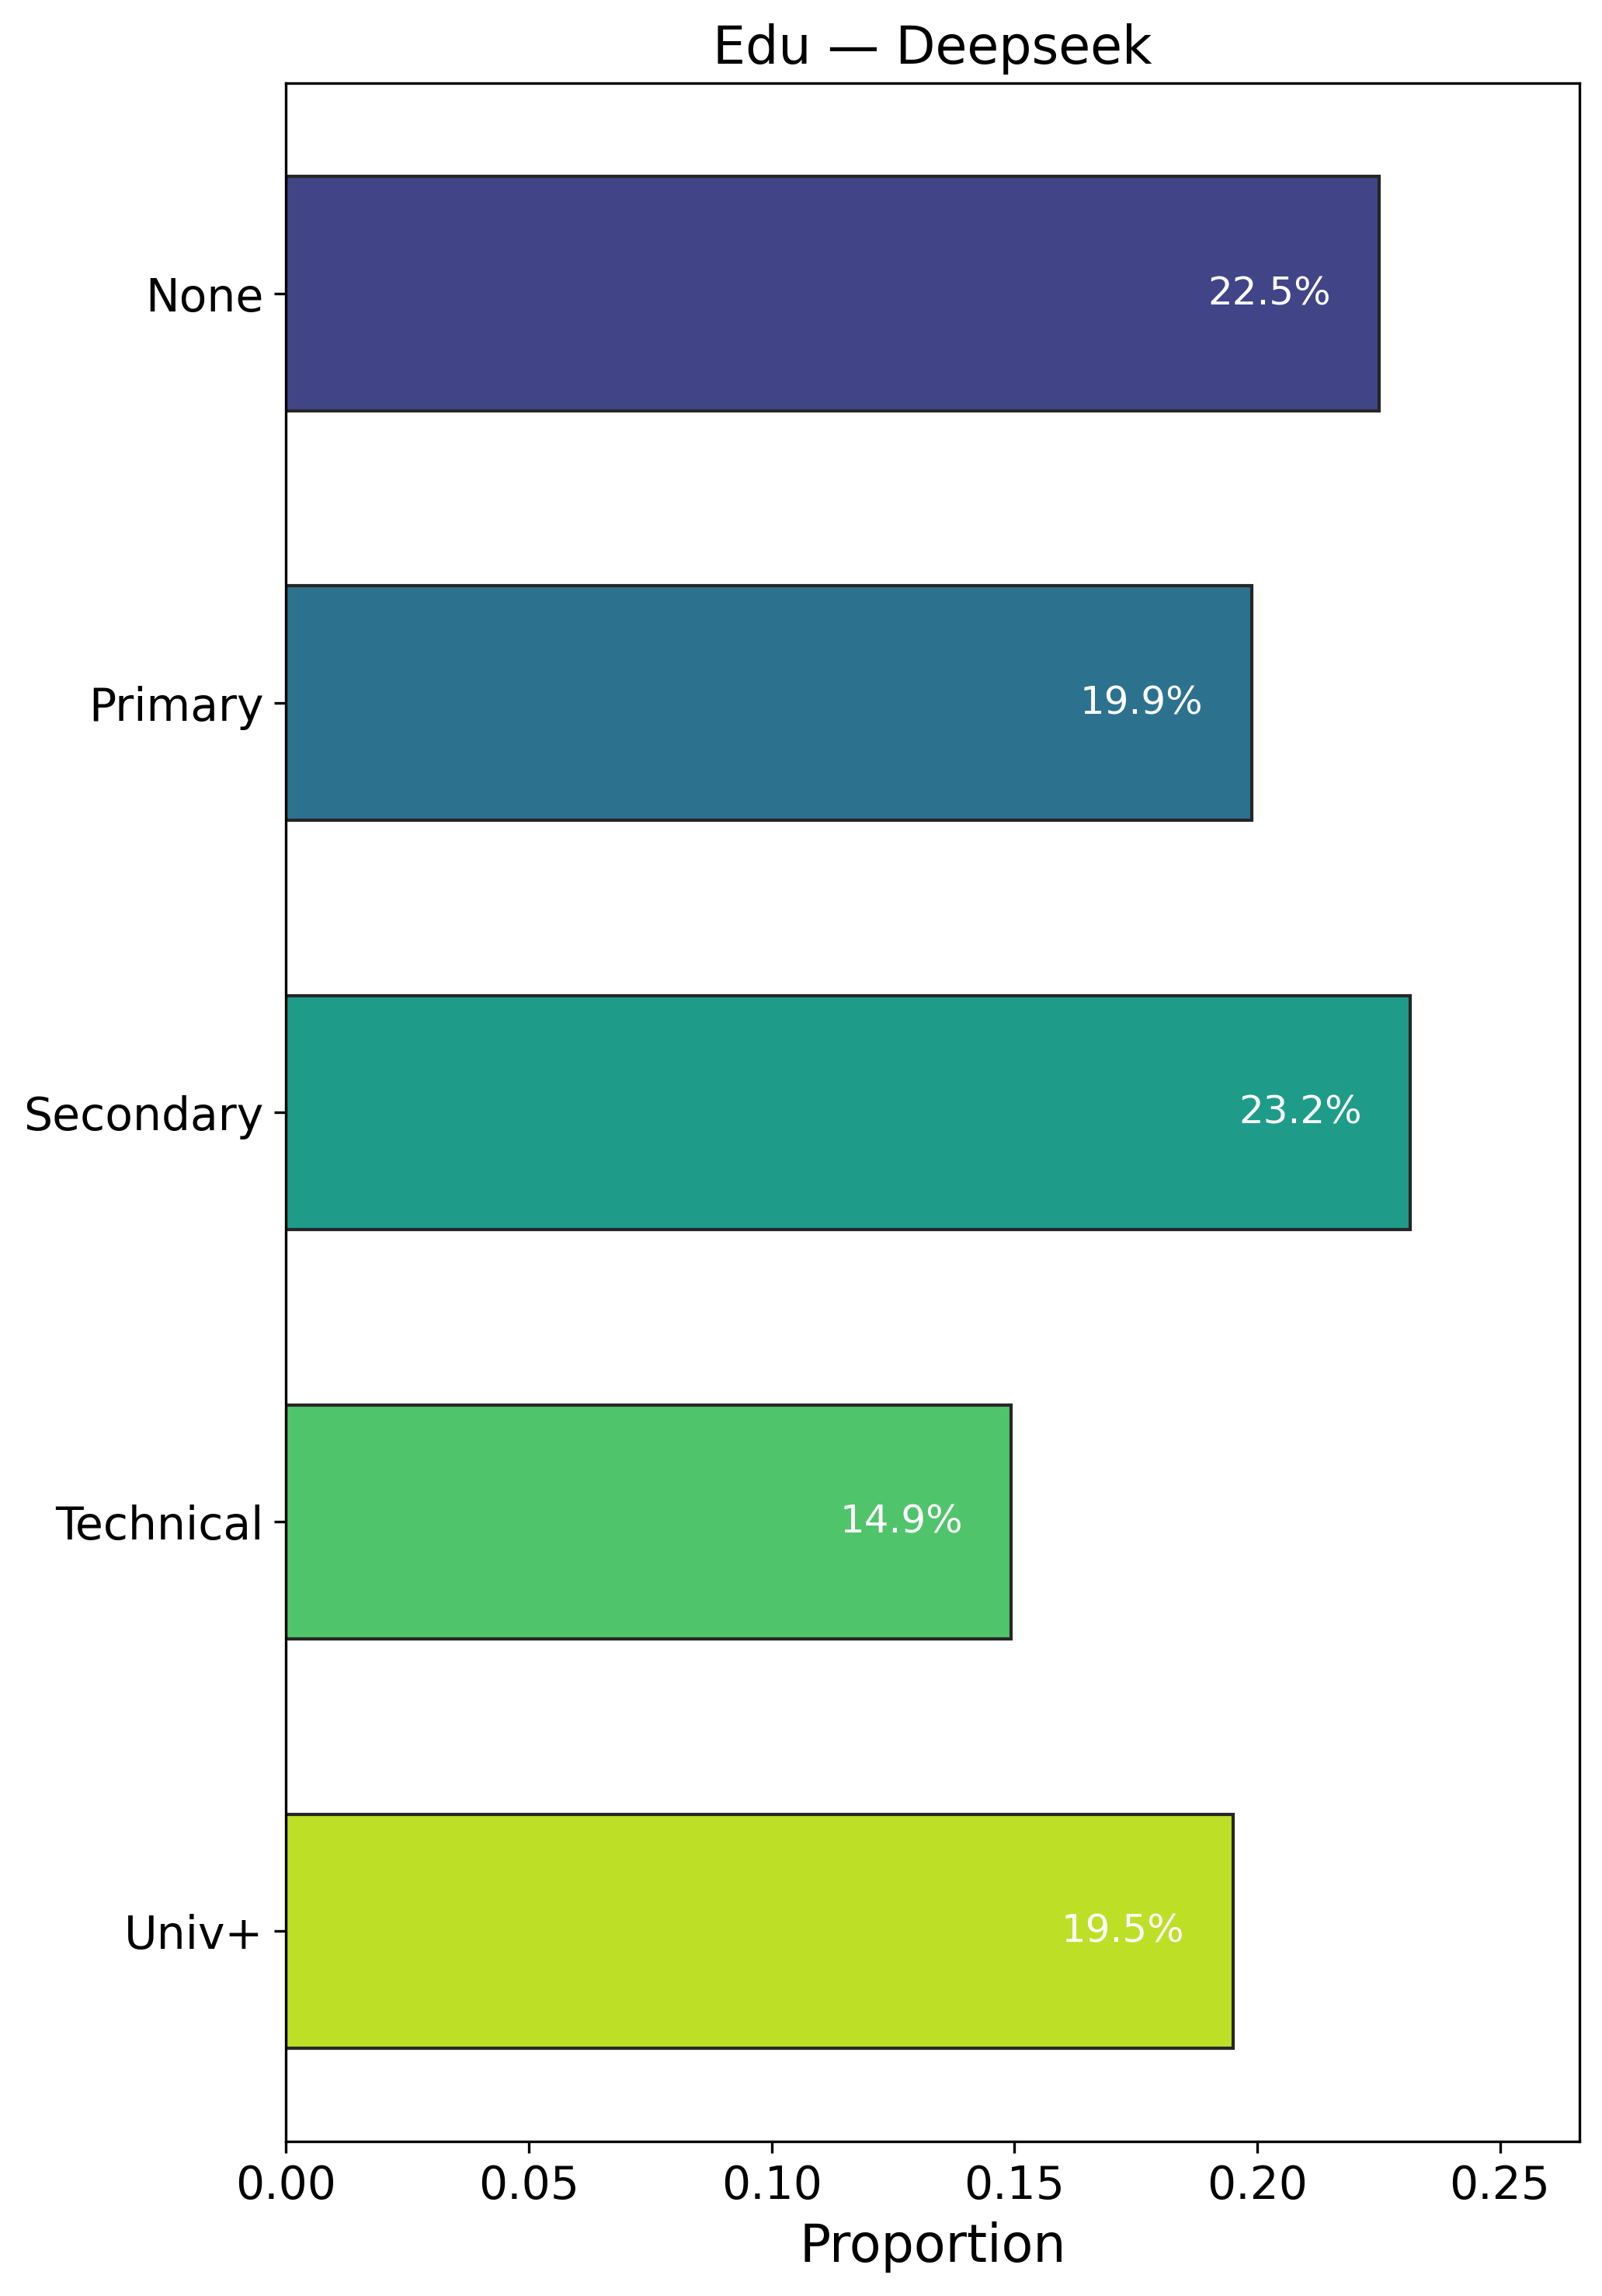 Edu — Deepseek
None
22.5%
Primary
19.9%
Secondary
23.2%
Technical
14.9%
Univ+
19.5%
0.00 0.05 0.10 0.15 0.20 0.25
Proportion